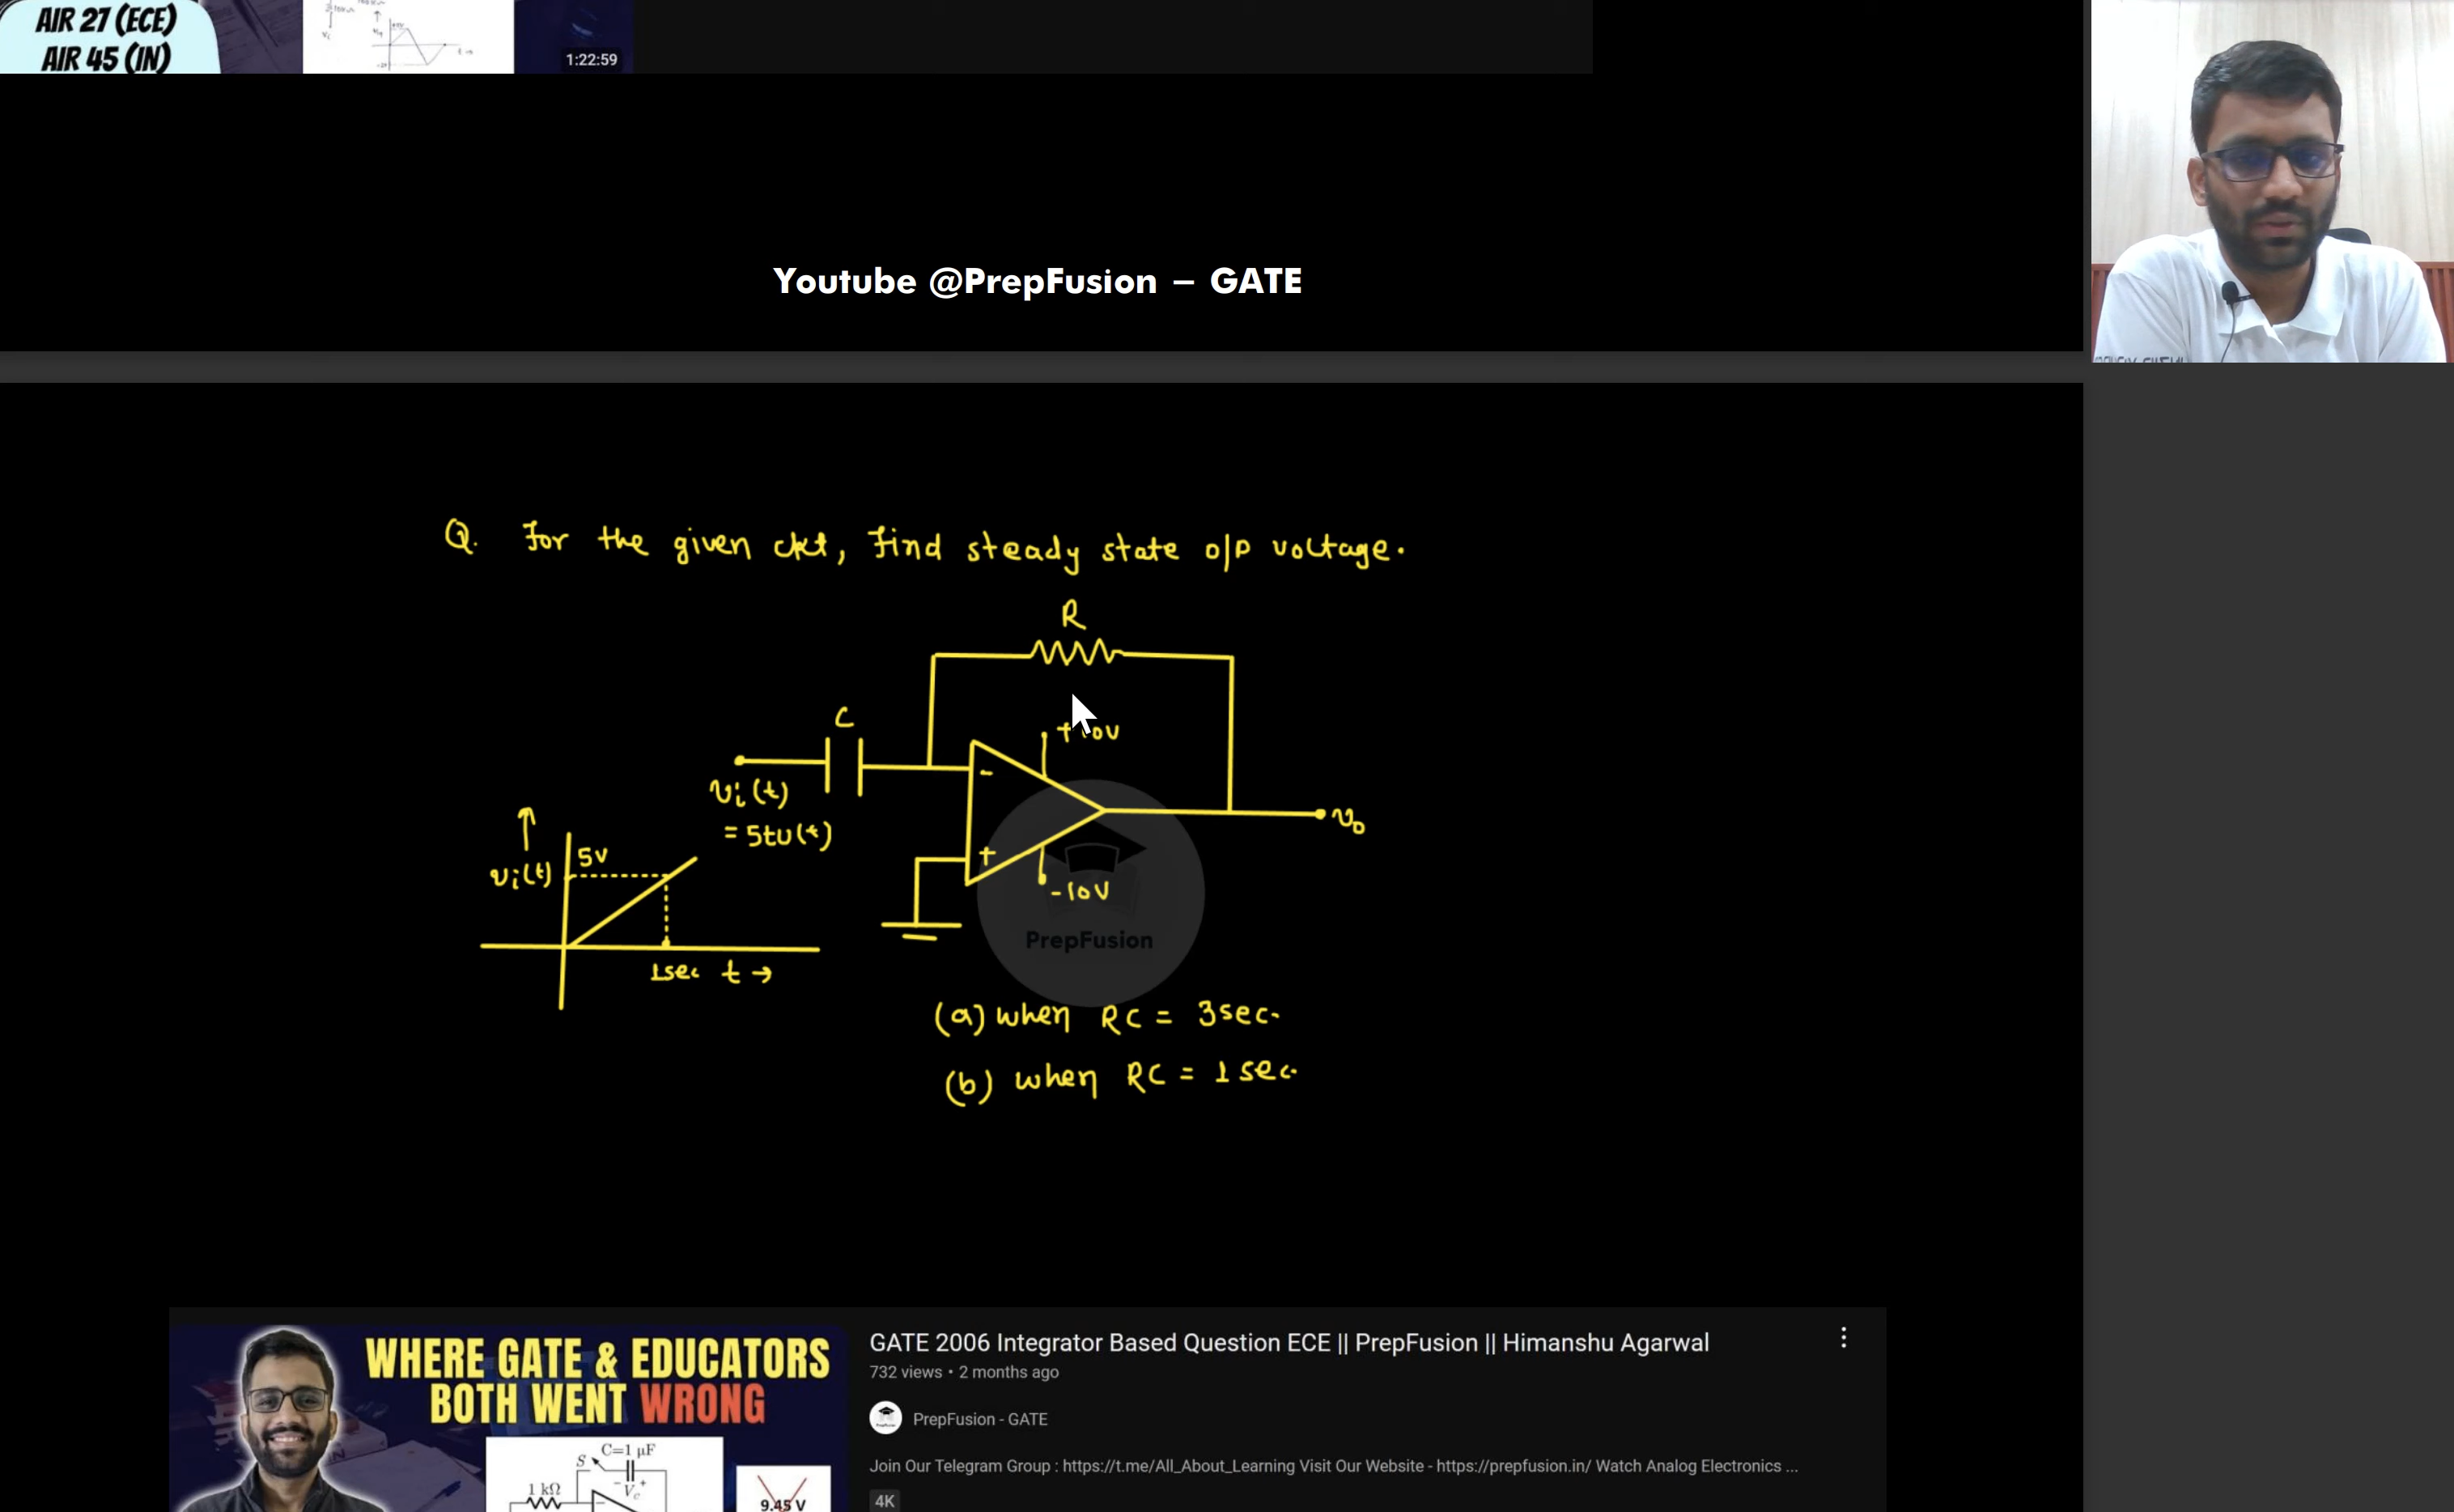 AIR 27 (ECE)
AIR 45 (IN)
1:22:59
Youtube @PrepFusion – GATE
Q. For the given ckt, find steady state o/p voltage.
R
C
+10V
-
vi(t)
= 5tu(t)
vo
+
-10V
5V
vi(t)
1sec t →
PrepFusion
(a) when RC = 3sec.
(b) when RC = 1sec.
WHERE GATE & EDUCATORS
BOTH WENT WRONG
C=1 μF
S
- Vc +
1 kΩ
9.45 V
GATE 2006 Integrator Based Question ECE || PrepFusion || Himanshu Agarwal
732 views • 2 months ago
PrepFusion - GATE
Join Our Telegram Group : https://t.me/All_About_Learning Visit Our Website - https://prepfusion.in/ Watch Analog Electronics ...
4K